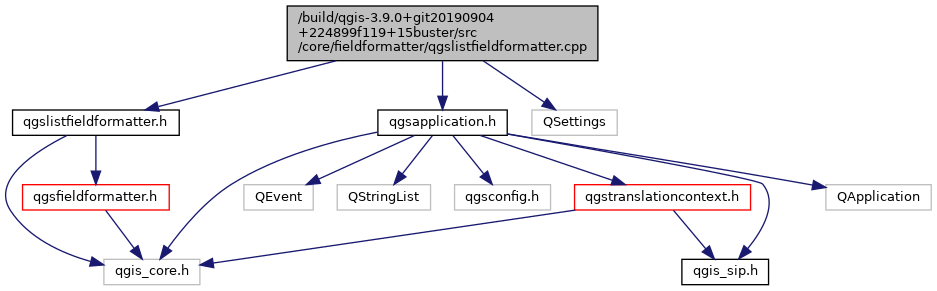 /build/qgis-3.9.0+git20190904
+224899f119+15buster/src
/core/fieldformatter/qgslistfieldformatter.cpp
qgslistfieldformatter.h
qgsapplication.h
QSettings
qgsfieldformatter.h
QEvent
QStringList
qgsconfig.h
qgstranslationcontext.h
QApplication
qgis_core.h
qgis_sip.h